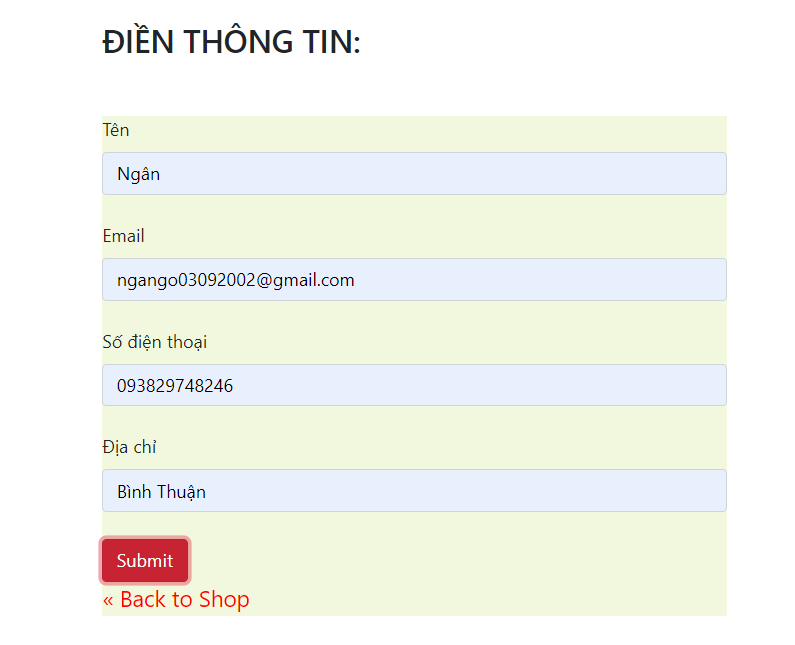 ĐIỀN THÔNG TIN:
Tên
Ngân
Email
ngango03092002@gmail.com
Số điện thoại
093829748246
Địa chỉ
Bình Thuận
Submit
« Back to Shop